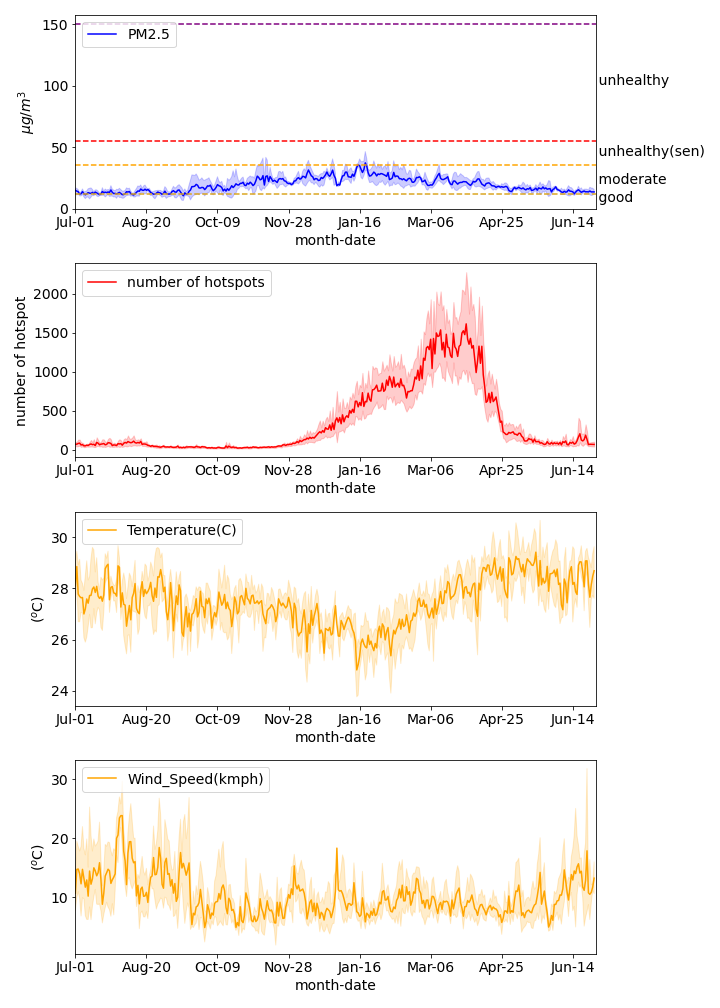 150
PM2.5
μg/m³
100
unhealthy
50
unhealthy(sen)
moderate
good
0
Jul-01 Aug-20 Oct-09 Nov-28 Jan-16 Mar-06 Apr-25 Jun-14
month-date
number of hotspots
2000
1500
number of hotspot
1000
500
0
Jul-01 Aug-20 Oct-09 Nov-28 Jan-16 Mar-06 Apr-25 Jun-14
month-date
30
Temperature(C)
28
(°C)
26
24
Jul-01 Aug-20 Oct-09 Nov-28 Jan-16 Mar-06 Apr-25 Jun-14
month-date
30
Wind_Speed(kmph)
20
(°C)
10
Jul-01 Aug-20 Oct-09 Nov-28 Jan-16 Mar-06 Apr-25 Jun-14
month-date